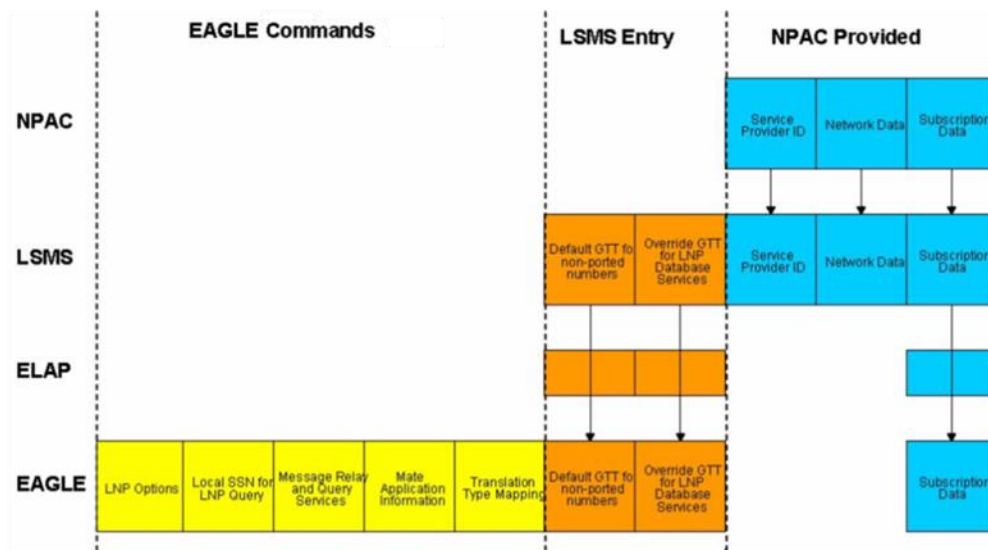 EAGLE Commands
LSMS Entry
NPAC Provided
NPAC
Service
Provider ID
Network Data
Subscription
Data
LSMS
Default GTT fo
non-ported
numbers
Override GTT
for LNP
Database
Services
Service
Provider ID
Network Data
Subscription
Data
ELAP
EAGLE
LNP Options
Local SSN for
LNP Query
Message Relay
and Query
Services
Mate
Application
Information
Translation
Type Mapping
Default GTT fo
non-ported
numbers
Override GTT
for LNP
Database
Services
Subscription
Data